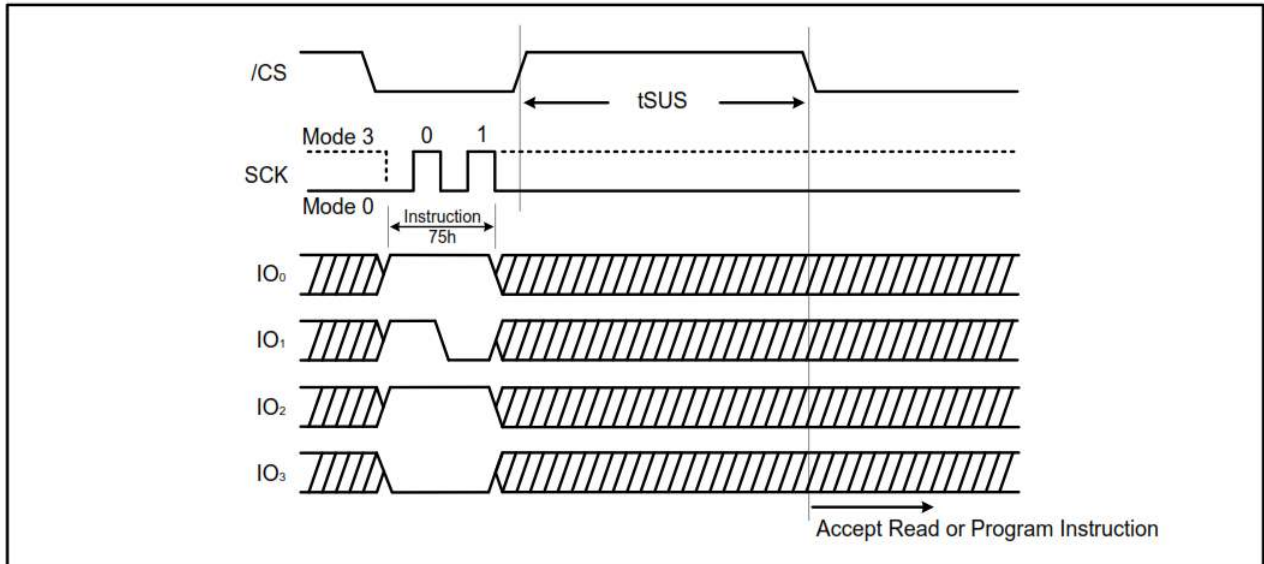 /CS
tSUS
Mode 3
0
1
SCK
Mode 0
Instruction
75h
IO₀
IO₁
IO₂
IO₃
Accept Read or Program Instruction